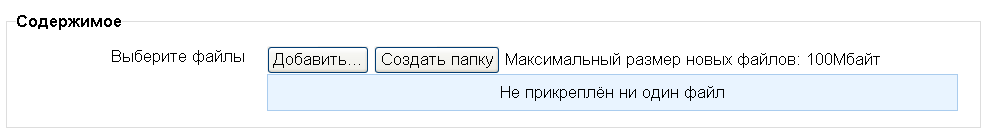 Содержимое
Выберите файлы Добавить... Создать папку Максимальный размер новых файлов: 100Мбайт
Не прикреплён ни один файл